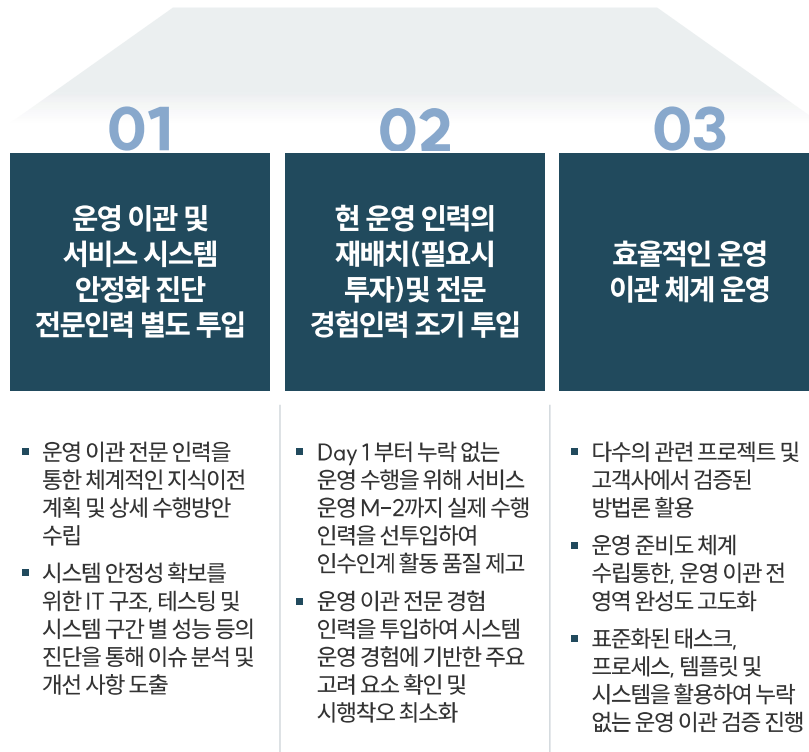 01
운영 이관 및
서비스 시스템
안정화 진단
전문인력 별도 투입
운영 이관 전문 인력을
통한 체계적인 지식이전
계획 및 상세 수행방안
수립
시스템 안정성 확보를
위한 IT 구조, 테스팅 및
시스템 구간 별 성능 등의
진단을 통해 이슈 분석 및
개선 사항 도출
02
현 운영 인력의
재배치(필요시
투자)및 전문
경험인력 조기 투입
Day 1 부터 누락 없는
운영 수행을 위해 서비스
운영 M-2까지 실제 수행
인력을 선투입하여
인수인계 활동 품질 제고
운영 이관 전문 경험
인력을 투입하여 시스템
운영 경험에 기반한 주요
고려 요소 확인 및
시행착오 최소화
03
효율적인 운영
이관 체계 운영
다수의 관련 프로젝트 및
고객사에서 검증된
방법론 활용
운영 준비도 체계
수립통한, 운영 이관 전
영역 완성도 고도화
표준화된 태스크,
프로세스, 템플릿 및
시스템을 활용하여 누락
없는 운영 이관 검증 진행